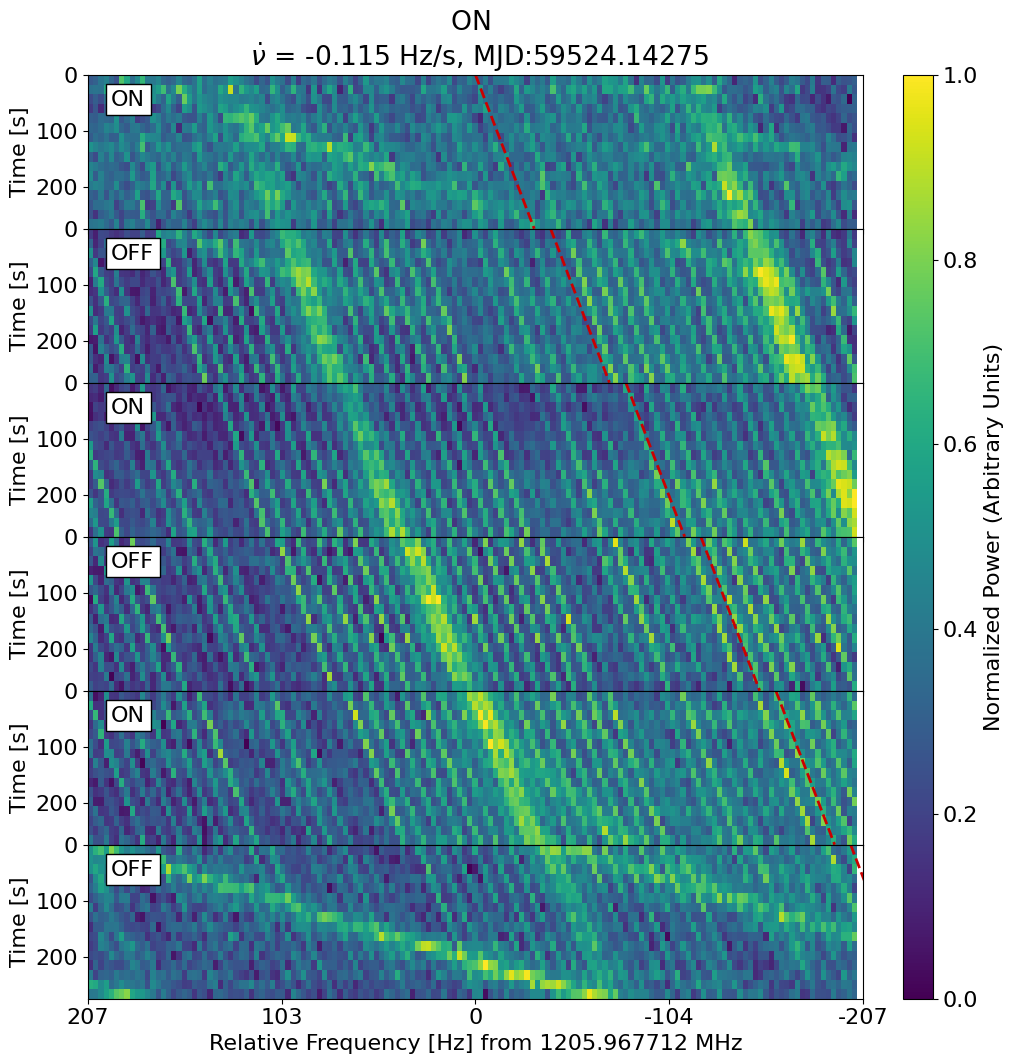 ON
ν̇ = -0.115 Hz/s, MJD:59524.14275
0
100
200
Time [s]
ON
0
100
200
Time [s]
OFF
0
100
200
Time [s]
ON
0
100
200
Time [s]
OFF
0
100
200
Time [s]
ON
0
100
200
Time [s]
OFF
207 103 0 -104 -207
Relative Frequency [Hz] from 1205.967712 MHz
1.0
0.8
0.6
0.4
0.2
0.0
Normalized Power (Arbitrary Units)